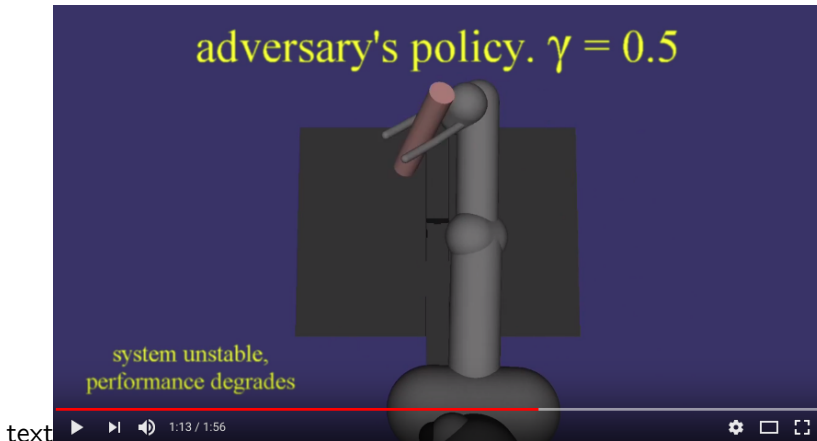 adversary's policy. γ = 0.5
system unstable,
performance degrades
text
1:13 / 1:56